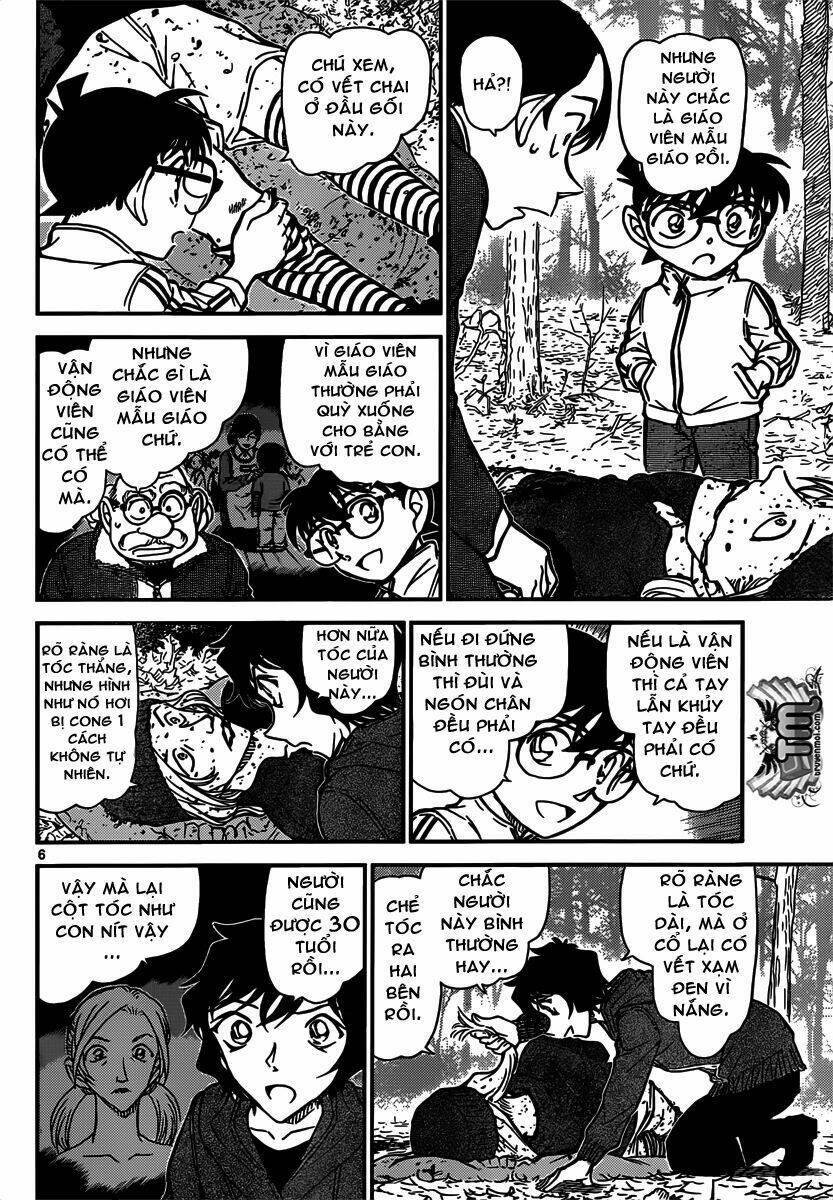 NHƯNG
NGƯỜI
NÀY CHẮC
LÀ GIÁO
VIÊN MẪU
GIÁO RỒI.
HẢ?!
CHÚ XEM,
CÓ VẾT CHAI
Ở ĐẦU GỐI
NÀY.
VÌ GIÁO VIÊN
MẪU GIÁO
THƯỜNG PHẢI
QUỲ XUỐNG
CHO BẰNG
VỚI TRẺ CON.
NHƯNG
CHẮC GÌ LÀ
GIÁO VIÊN
MẪU GIÁO
CHỨ.
VẬN
ĐỘNG
VIÊN
CŨNG
CÓ THỂ
CÓ
MÀ.
NẾU LÀ VẬN
ĐỘNG VIÊN
THÌ CẢ TAY
LẪN KHỦY
TAY ĐỀU
PHẢI CÓ
CHỨ.
NẾU ĐI ĐỨNG
BÌNH THƯỜNG
THÌ ĐÙI VÀ
NGÓN CHÂN
ĐỀU PHẢI
CÓ...
HƠN NỮA
TÓC CỦA
NGƯỜI
NÀY...
RÕ RÀNG LÀ
TÓC THẲNG,
NHƯNG HÌNH
NHƯ NÓ HƠI
BỊ CONG 1
CÁCH
KHÔNG TỰ
NHIÊN.
TM
truyenmoi.com
6
RÕ RÀNG
LÀ TÓC
DÀI, MÀ Ở
CỔ LẠI CÓ
VẾT XAM
ĐEN VÌ
NẮNG.
CHẮC
NGƯỜI
NÀY BÌNH
THƯỜNG
HAY...
CHẺ
TÓC RA
HAI
BÊN RỒI.
NGƯỜI
CŨNG
ĐƯỢC 30
TUỔI
RỒI...
VẬY MÀ LẠI
CỘT TÓC NHƯ
CON NÍT VẬY
...